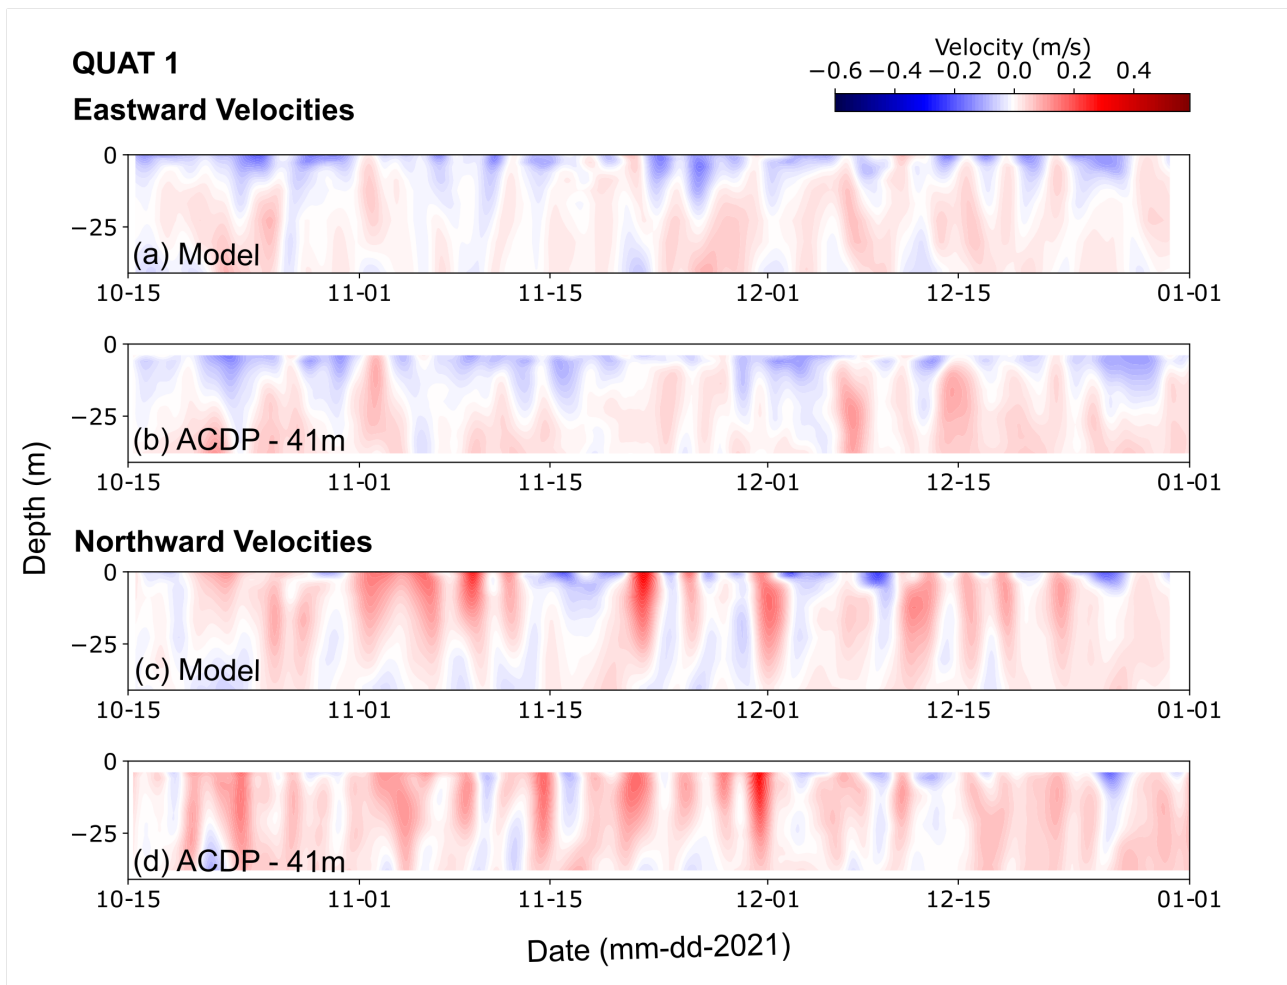 QUAT 1
Velocity (m/s)
−0.6 −0.4 −0.2 0.0 0.2 0.4
Eastward Velocities
0
−25
(a) Model
10-15 11-01 11-15 12-01 12-15 01-01
0
−25
(b) ACDP - 41m
10-15 11-01 11-15 12-01 12-15 01-01
Depth (m)
Northward Velocities
0
−25
(c) Model
10-15 11-01 11-15 12-01 12-15 01-01
0
−25
(d) ACDP - 41m
10-15 11-01 11-15 12-01 12-15 01-01
Date (mm-dd-2021)